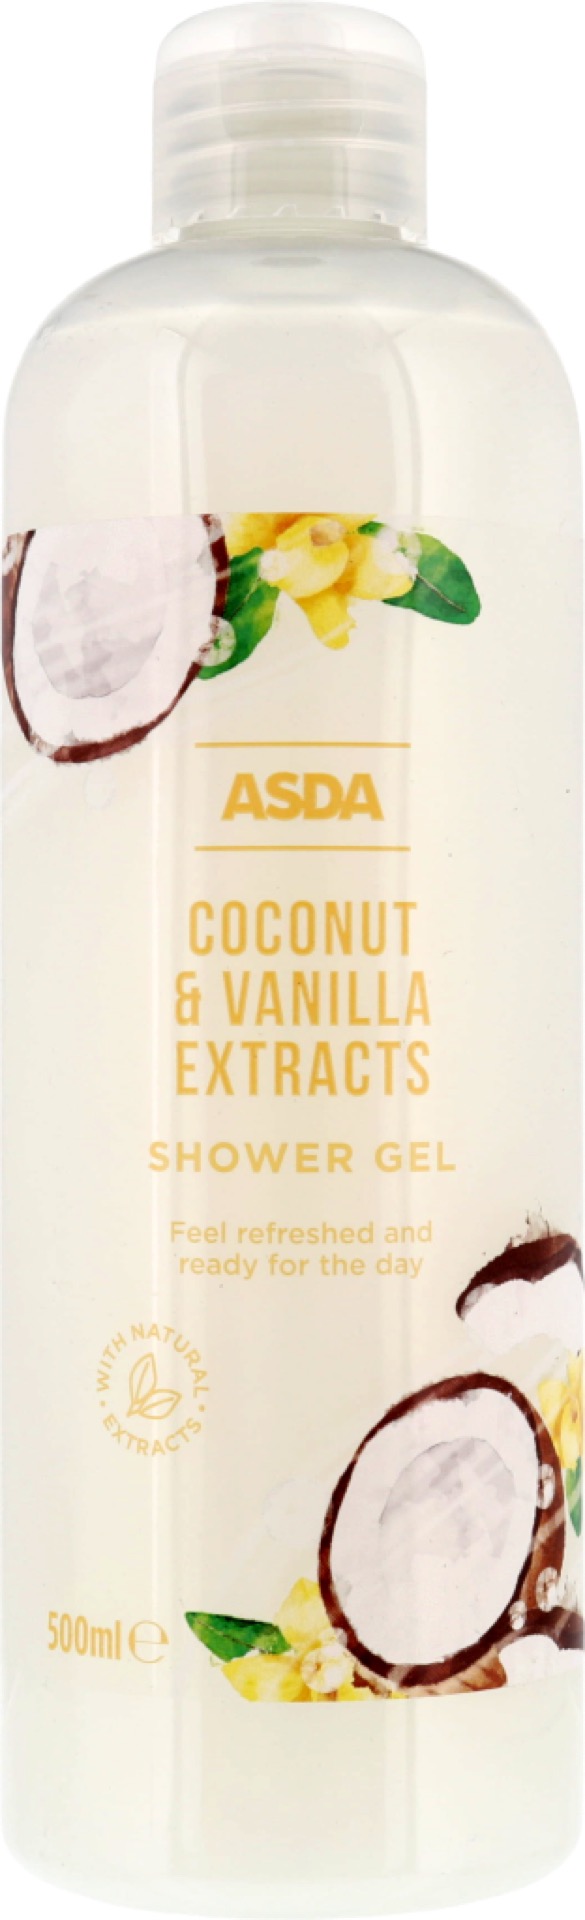 ASDA
COCONUT
& VANILLA
EXTRACTS
SHOWER GEL
Feel refreshed and
ready for the day
• WITH NATURAL •
EXTRACTS
500ml ℮